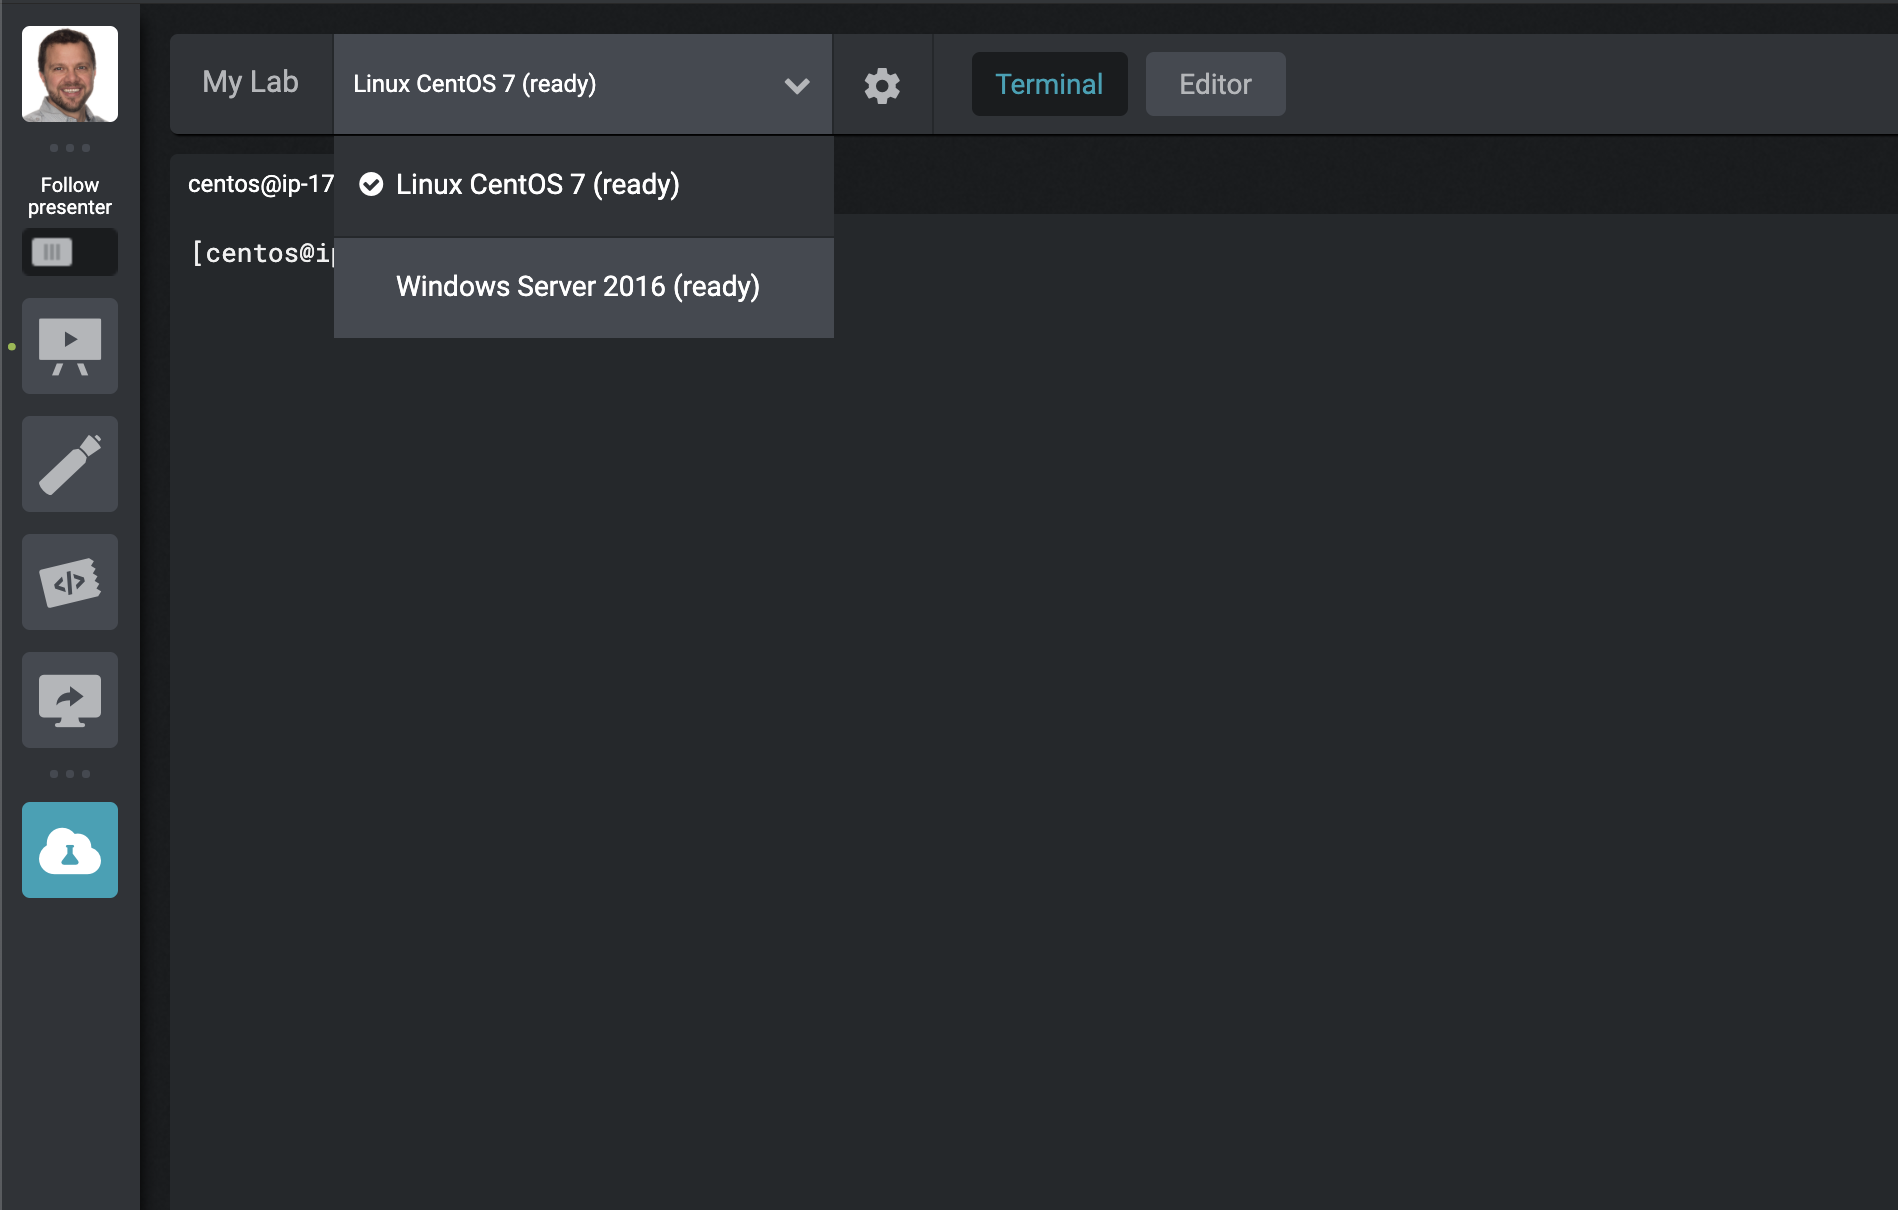 My Lab
Linux CentOS 7 (ready)
Terminal
Editor
Follow
presenter
centos@ip-17
Linux CentOS 7 (ready)
[centos@ip
Windows Server 2016 (ready)